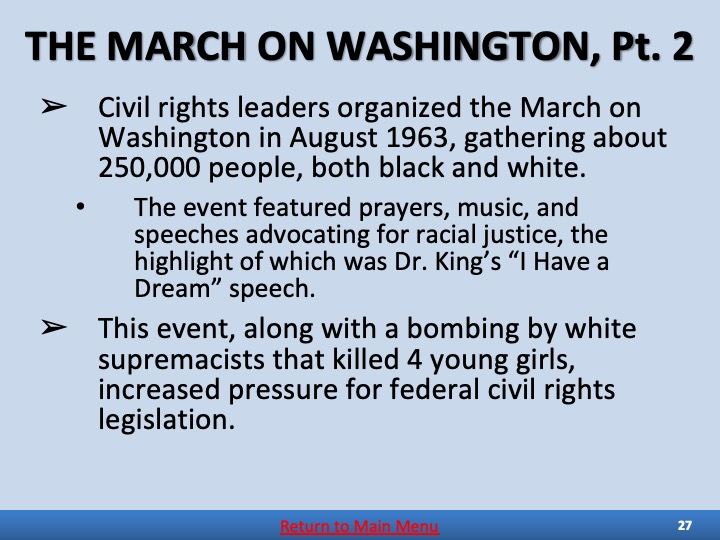 THE MARCH ON WASHINGTON, Pt. 2
➢ Civil rights leaders organized the March on
Washington in August 1963, gathering about
250,000 people, both black and white.
• The event featured prayers, music, and
speeches advocating for racial justice, the
highlight of which was Dr. King’s “I Have a
Dream” speech.
➢ This event, along with a bombing by white
supremacists that killed 4 young girls,
increased pressure for federal civil rights
legislation.
Return to Main Menu
27